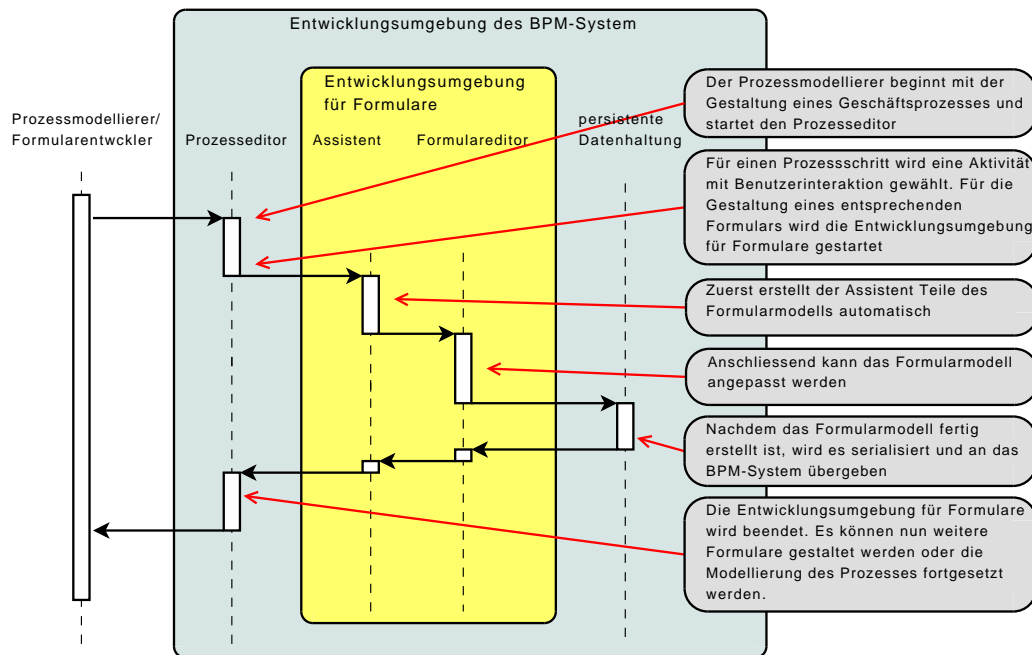 Entwicklungsumgebung des BPM-System
Entwicklungsumgebung
für Formulare
Prozessmodellierer/
Formularentwckler
Prozesseditor
Assistent
Formulareditor
persistente
Datenhaltung
Der Prozessmodellierer beginnt mit der
Gestaltung eines Geschäftsprozesses und
startet den Prozesseditor
Für einen Prozessschritt wird eine Aktivität
mit Benutzerinteraktion gewählt. Für die
Gestaltung eines entsprechenden
Formulars wird die Entwicklungsumgebung
für Formulare gestartet
Zuerst erstellt der Assistent Teile des
Formularmodells automatisch
Anschliessend kann das Formularmodell
angepasst werden
Nachdem das Formularmodell fertig
erstellt ist, wird es serialisiert und an das
BPM-System übergeben
Die Entwicklungsumgebung für Formulare
wird beendet. Es können nun weitere
Formulare gestaltet werden oder die
Modellierung des Prozesses fortgesetzt
werden.